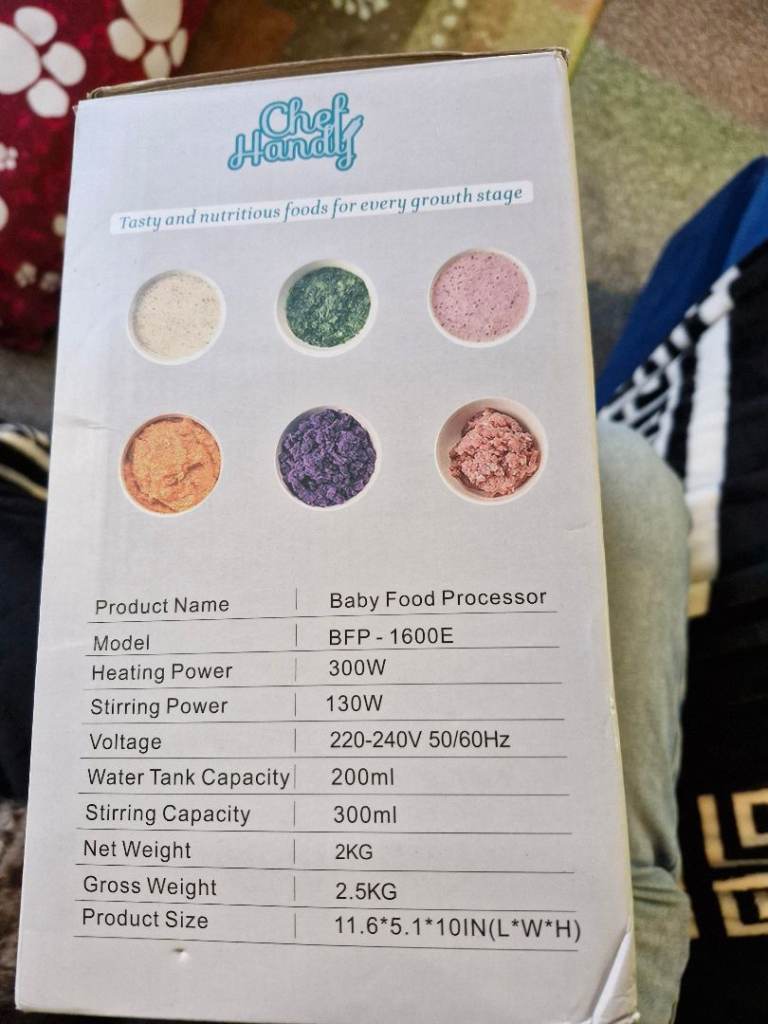 Chef
Handy
Tasty and nutritious foods for every growth stage
Product Name | Baby Food Processor
Model | BFP - 1600E
Heating Power | 300W
Stirring Power | 130W
Voltage | 220-240V 50/60Hz
Water Tank Capacity | 200ml
Stirring Capacity | 300ml
Net Weight | 2KG
Gross Weight | 2.5KG
Product Size | 11.6*5.1*10IN(L*W*H)